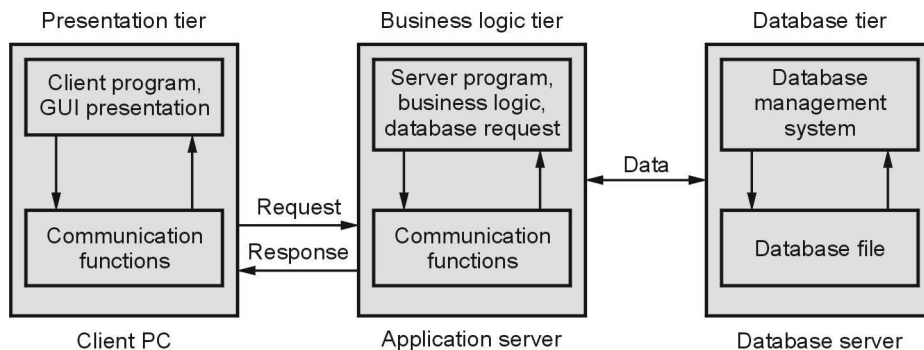 Presentation tier
Business logic tier
Database tier
Client program,
GUI presentation
Server program,
business logic,
database request
Database
management
system
Data
Request
Response
Communication
functions
Communication
functions
Database file
Client PC
Application server
Database server